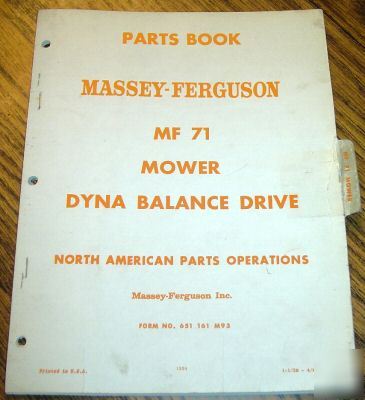 PARTS BOOK
MASSEY-FERGUSON
MF 71
MOWER
DYNA BALANCE DRIVE
NORTH AMERICAN PARTS OPERATIONS
Massey-Ferguson Inc.
FORM NO. 651 161 M93
Printed in U.S.A.